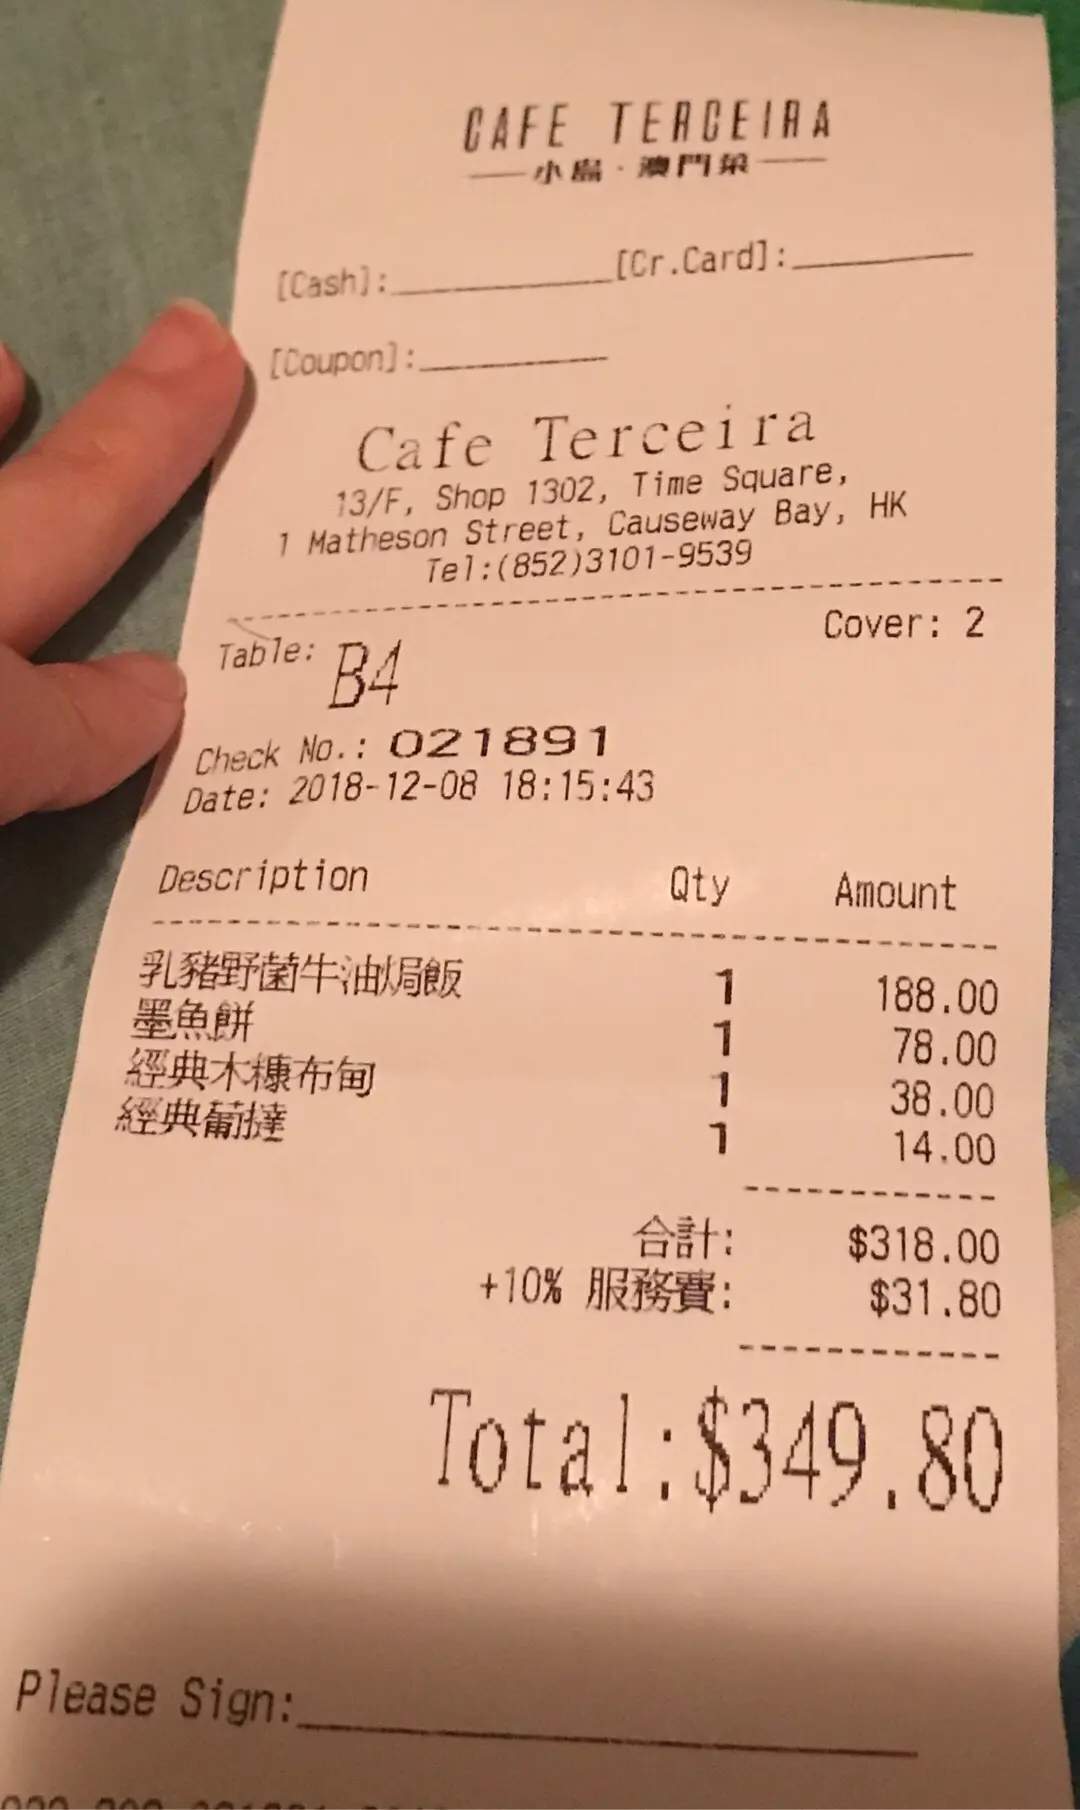 CAFE TERCEIRA
小島·澳門菜
[Cash]:__________ [Cr.Card]:__________
[Coupon]:__________
Cafe Terceira
13/F, Shop 1302, Time Square,
1 Matheson Street, Causeway Bay, HK
Tel:(852)3101-9539
Cover: 2
Table: B4
Check No.: 021891
Date: 2018-12-08 18:15:43
Description Qty Amount
乳豬野菌牛油焗飯 1 188.00
墨魚餅 1 78.00
經典木糠布甸 1 38.00
經典葡撻 1 14.00
合計: $318.00
+10% 服務費: $31.80
Total:$349.80
Please Sign:__________